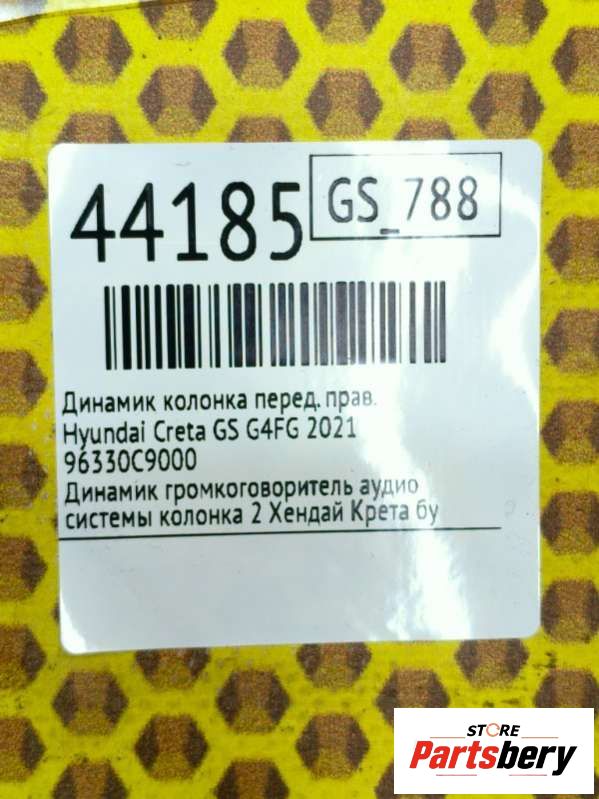 44185
GS_788
Динамик колонка перед. прав.
Hyundai Creta GS G4FG 2021
96330C9000
Динамик громкоговоритель аудио
системы колонка 2 Хендай Крета бу
STORE
Partsbery